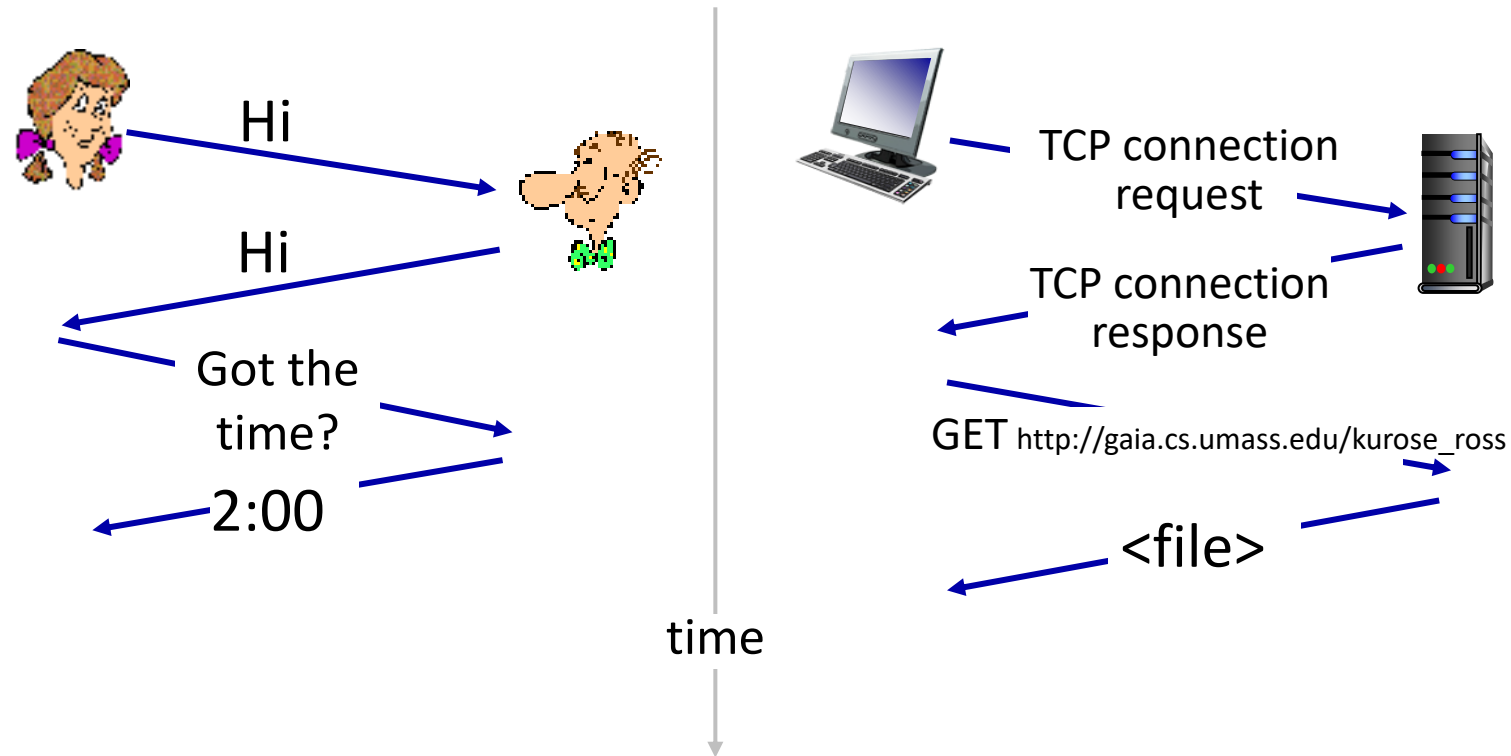 Hi
Hi
Got the
time?
2:00
TCP connection
request
TCP connection
response
GET http://gaia.cs.umass.edu/kurose_ross
<file>
time